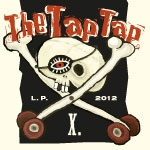 The Tap Tap
L. P. 2012
X.